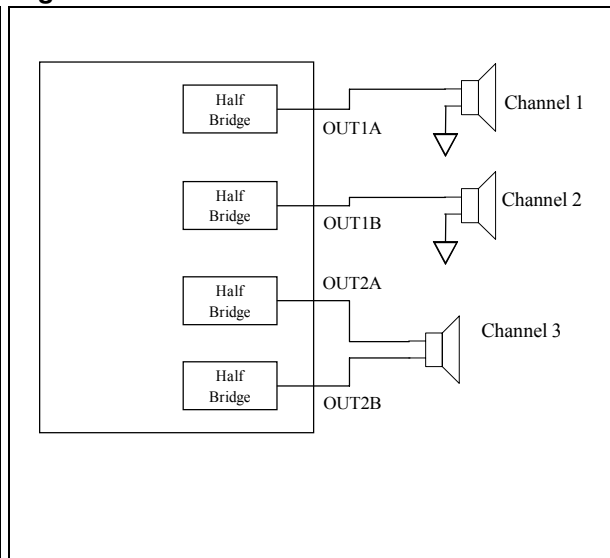 Half
Bridge
OUT1A
Channel 1
Half
Bridge
OUT1B
Channel 2
Half
Bridge
OUT2A
Channel 3
Half
Bridge
OUT2B